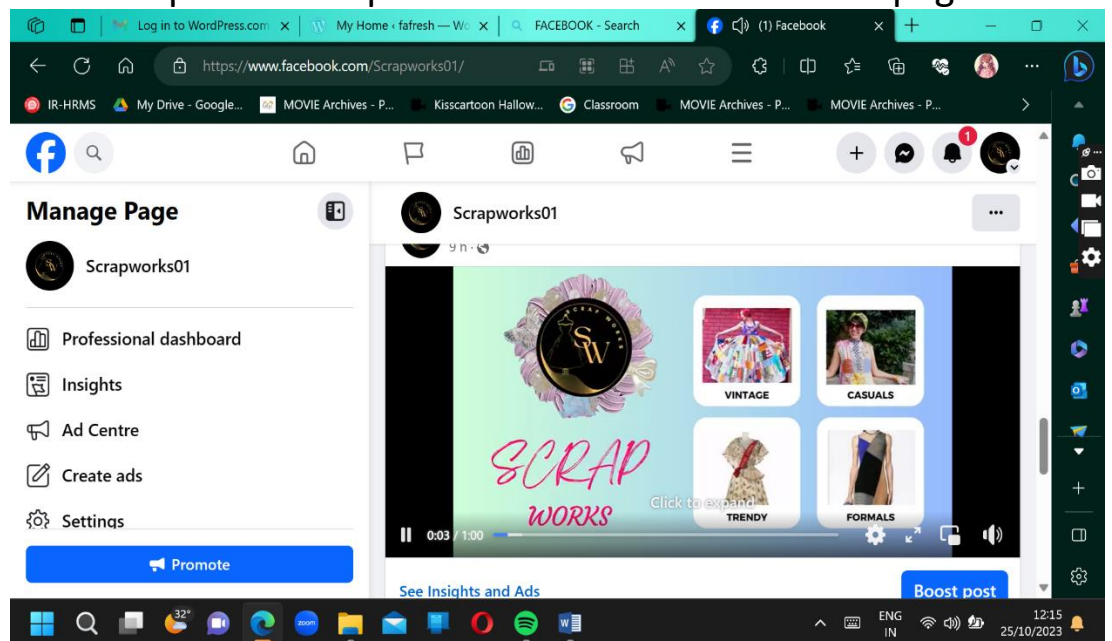 Log in to WordPress.com
My Home ‹ fafresh — Wo
FACEBOOK - Search
(1) Facebook
https://www.facebook.com/Scrapworks01/
IR-HRMS
My Drive - Google...
MOVIE Archives - P...
Kisscartoon Hallow...
Classroom
MOVIE Archives - P...
MOVIE Archives - P...
1
Manage Page
Scrapworks01
Professional dashboard
Insights
Ad Centre
Create ads
Settings
Promote
Scrapworks01
9 h
SCRAP WORKS
SW
SCRAP
WORKS
VINTAGE
CASUALS
TRENDY
FORMALS
Click to expand
0:03 / 1:00
See Insights and Ads
Boost post
32°
zoom
ENG
IN
12:15
25/10/2023